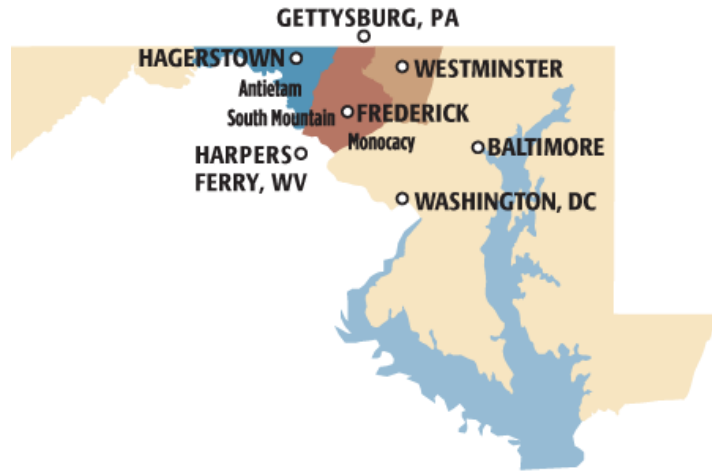 GETTYSBURG, PA
HAGERSTOWN
WESTMINSTER
Antietam
South Mountain
FREDERICK
Monocacy
HARPERS
FERRY, WV
BALTIMORE
WASHINGTON, DC